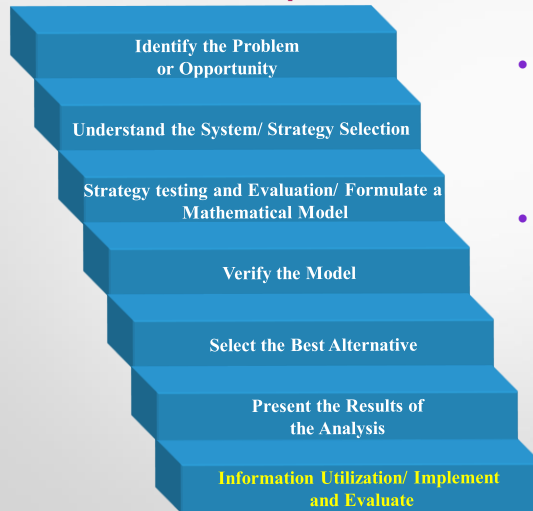 Identify the Problem
or Opportunity
Understand the System/ Strategy Selection
Strategy testing and Evaluation/ Formulate a
Mathematical Model
Verify the Model
Select the Best Alternative
Present the Results of
the Analysis
Information Utilization/ Implement
and Evaluate